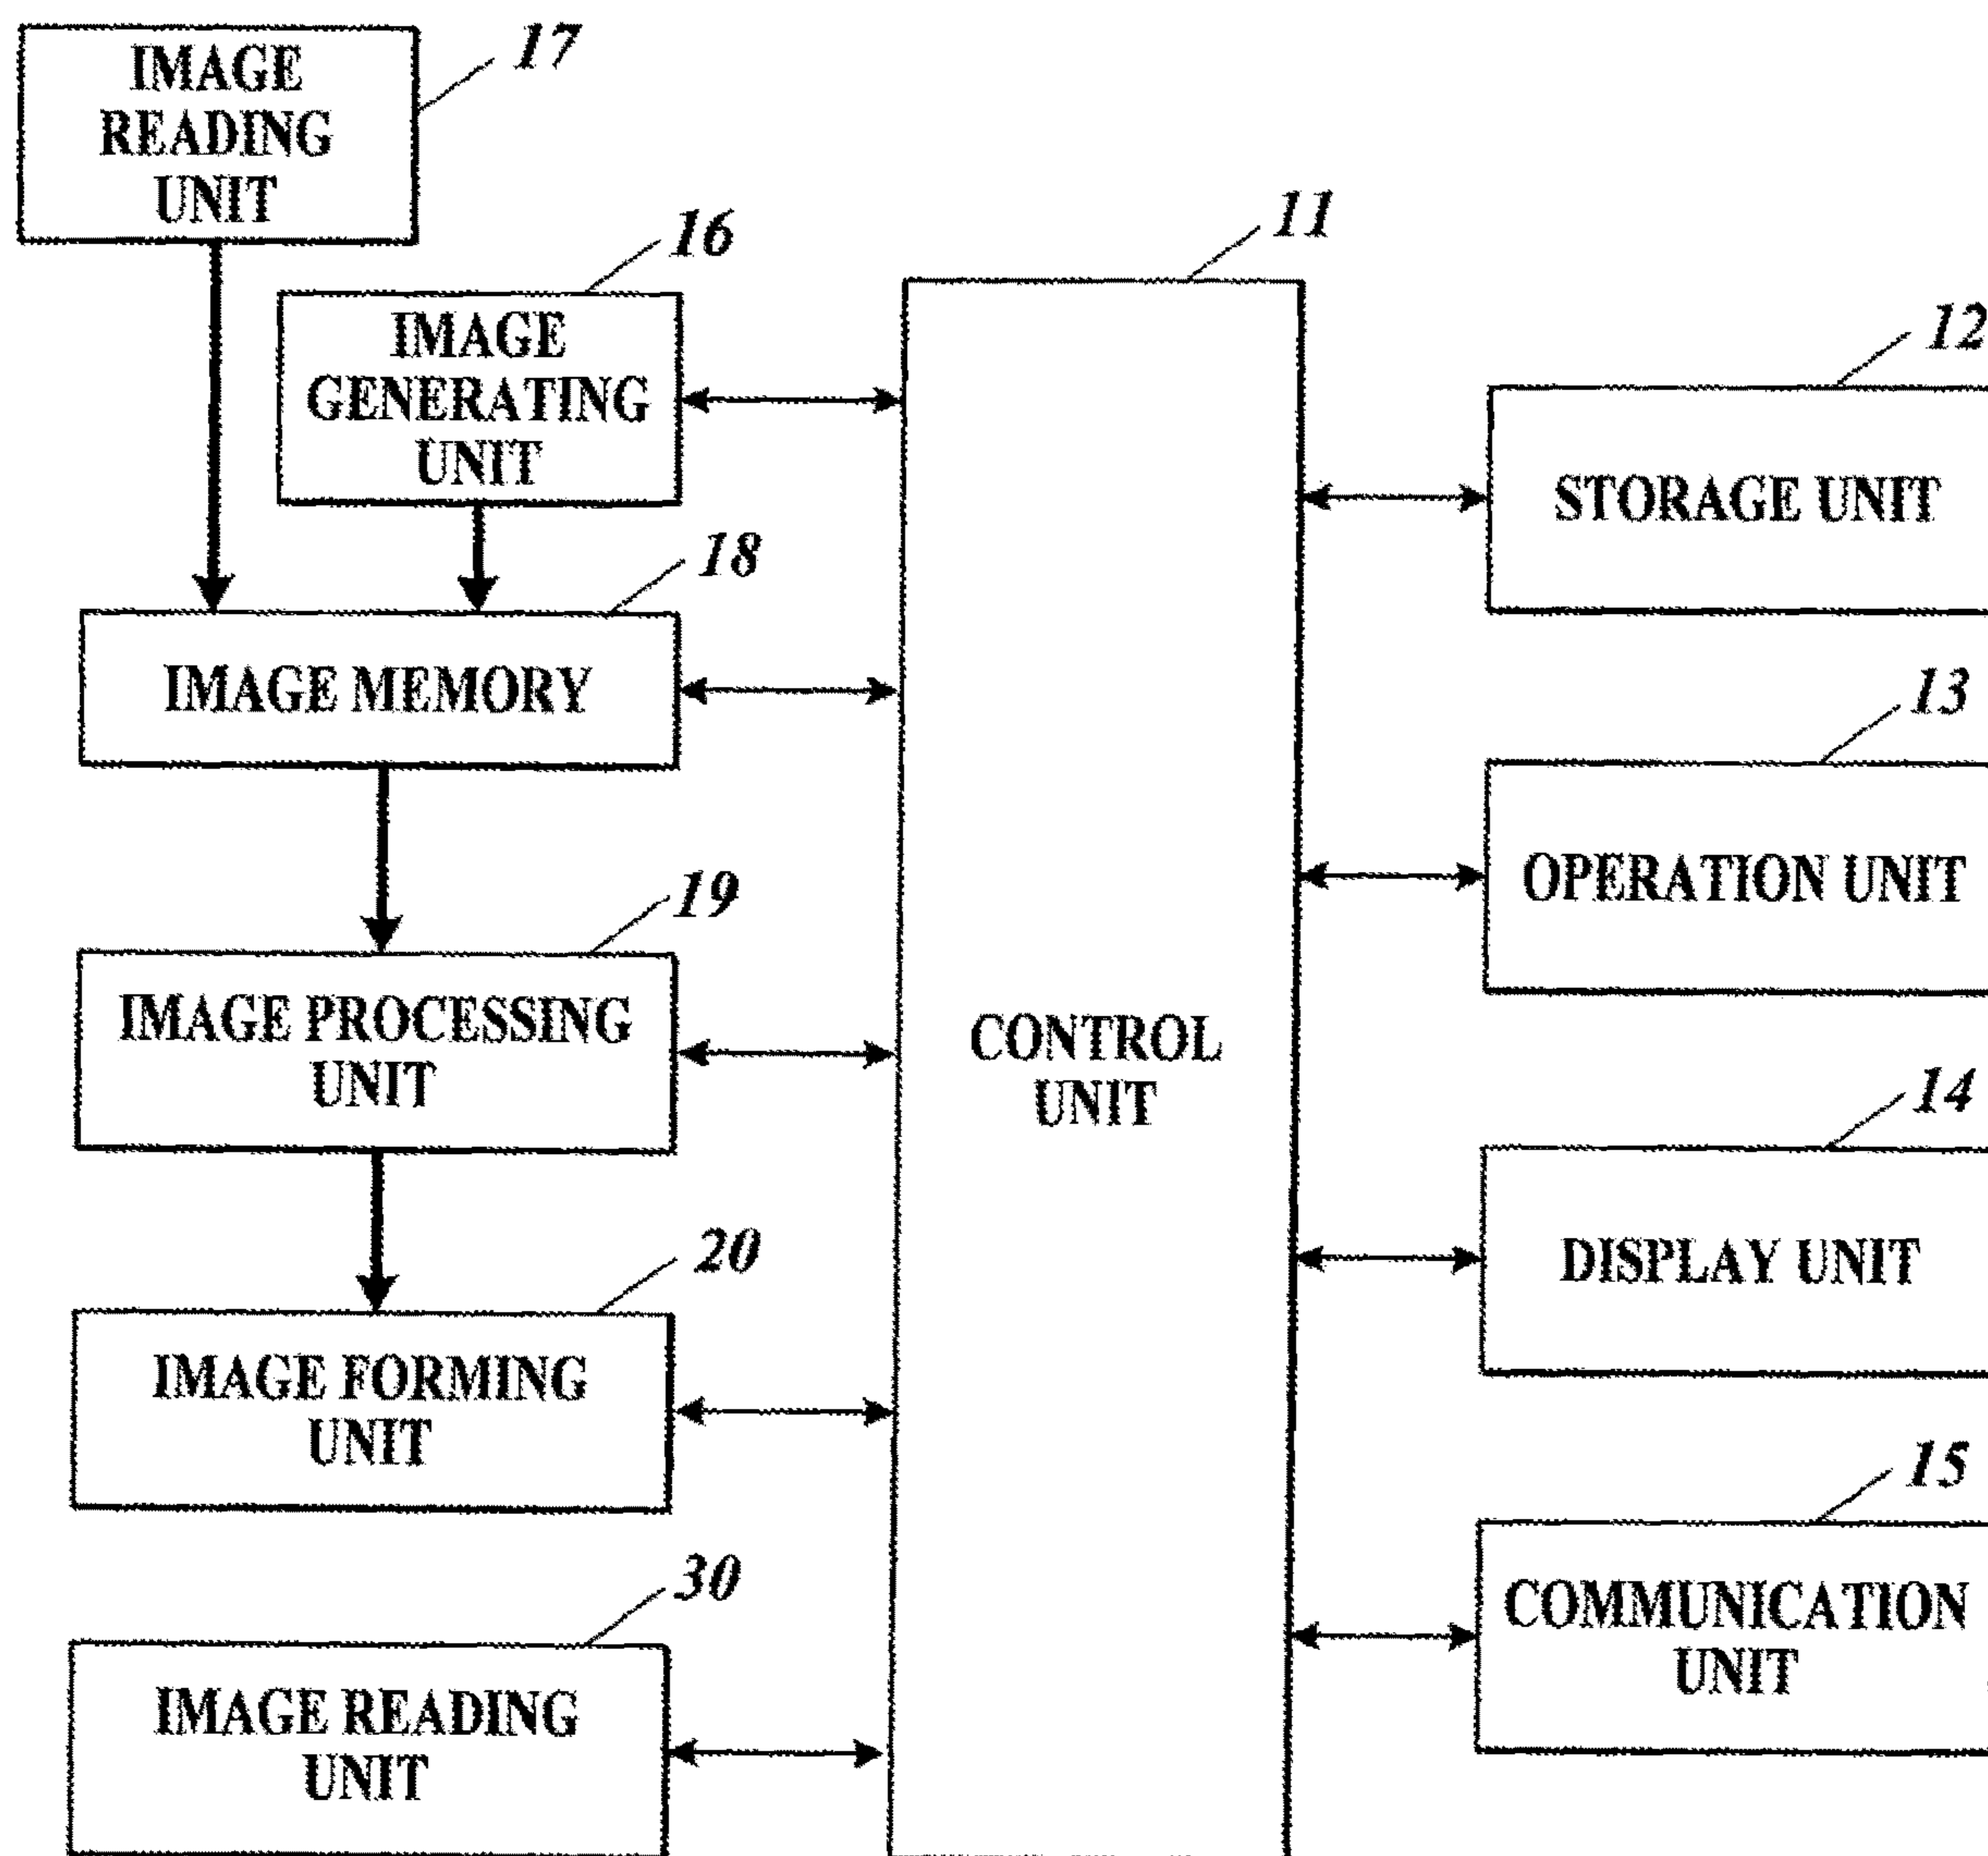 17
IMAGE
READING
UNIT
16
IMAGE
GENERATING
UNIT
18
IMAGE MEMORY
19
IMAGE PROCESSING
UNIT
20
IMAGE FORMING
UNIT
30
IMAGE READING
UNIT
11
CONTROL
UNIT
12
STORAGE UNIT
13
OPERATION UNIT
14
DISPLAY UNIT
15
COMMUNICATION
UNIT